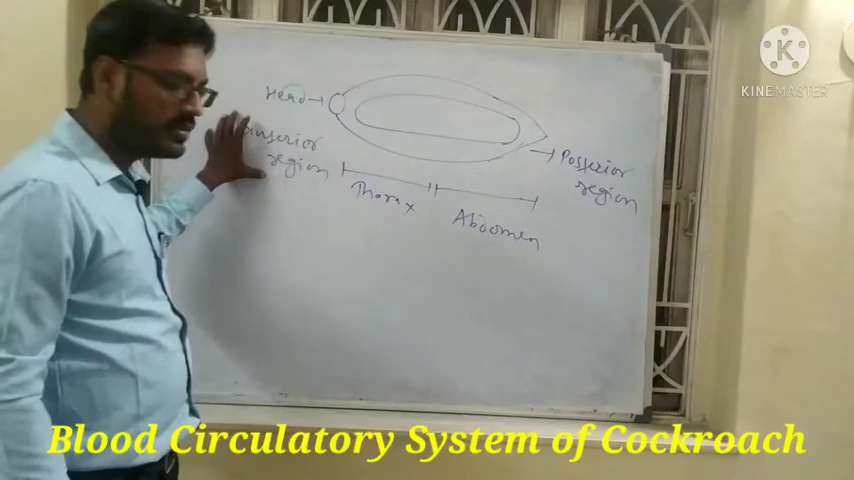 KINEMASTER
Head
Anterior
region
Posterior
region
Thorax
Abdomen
Blood Circulatory System of Cockroach